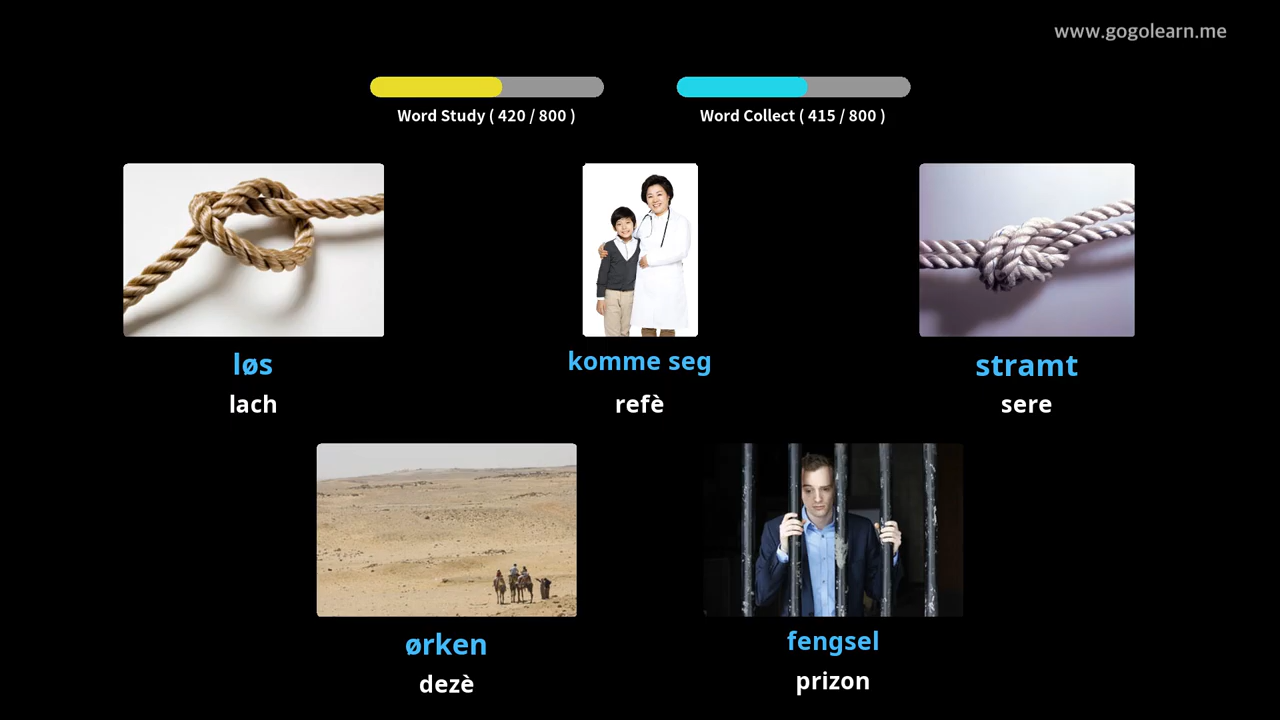 www.gogolearn.me
Word Study ( 420 / 800 )
Word Collect ( 415 / 800 )
løs
lach
komme seg
refè
stramt
sere
ørken
dezè
fengsel
prizon